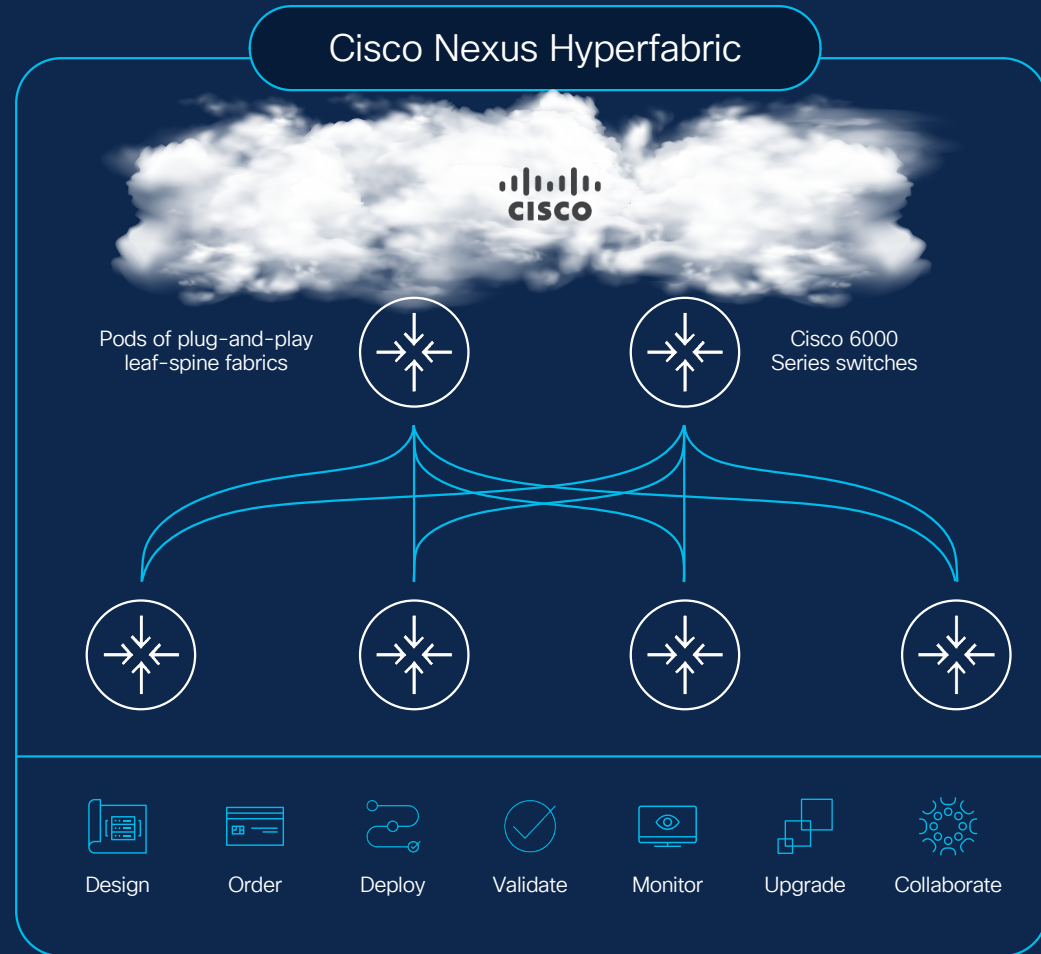 Cisco Nexus Hyperfabric
CISCO
Pods of plug-and-play
leaf-spine fabrics
Cisco 6000
Series switches
Design
Order
Deploy
Validate
Monitor
Upgrade
Collaborate